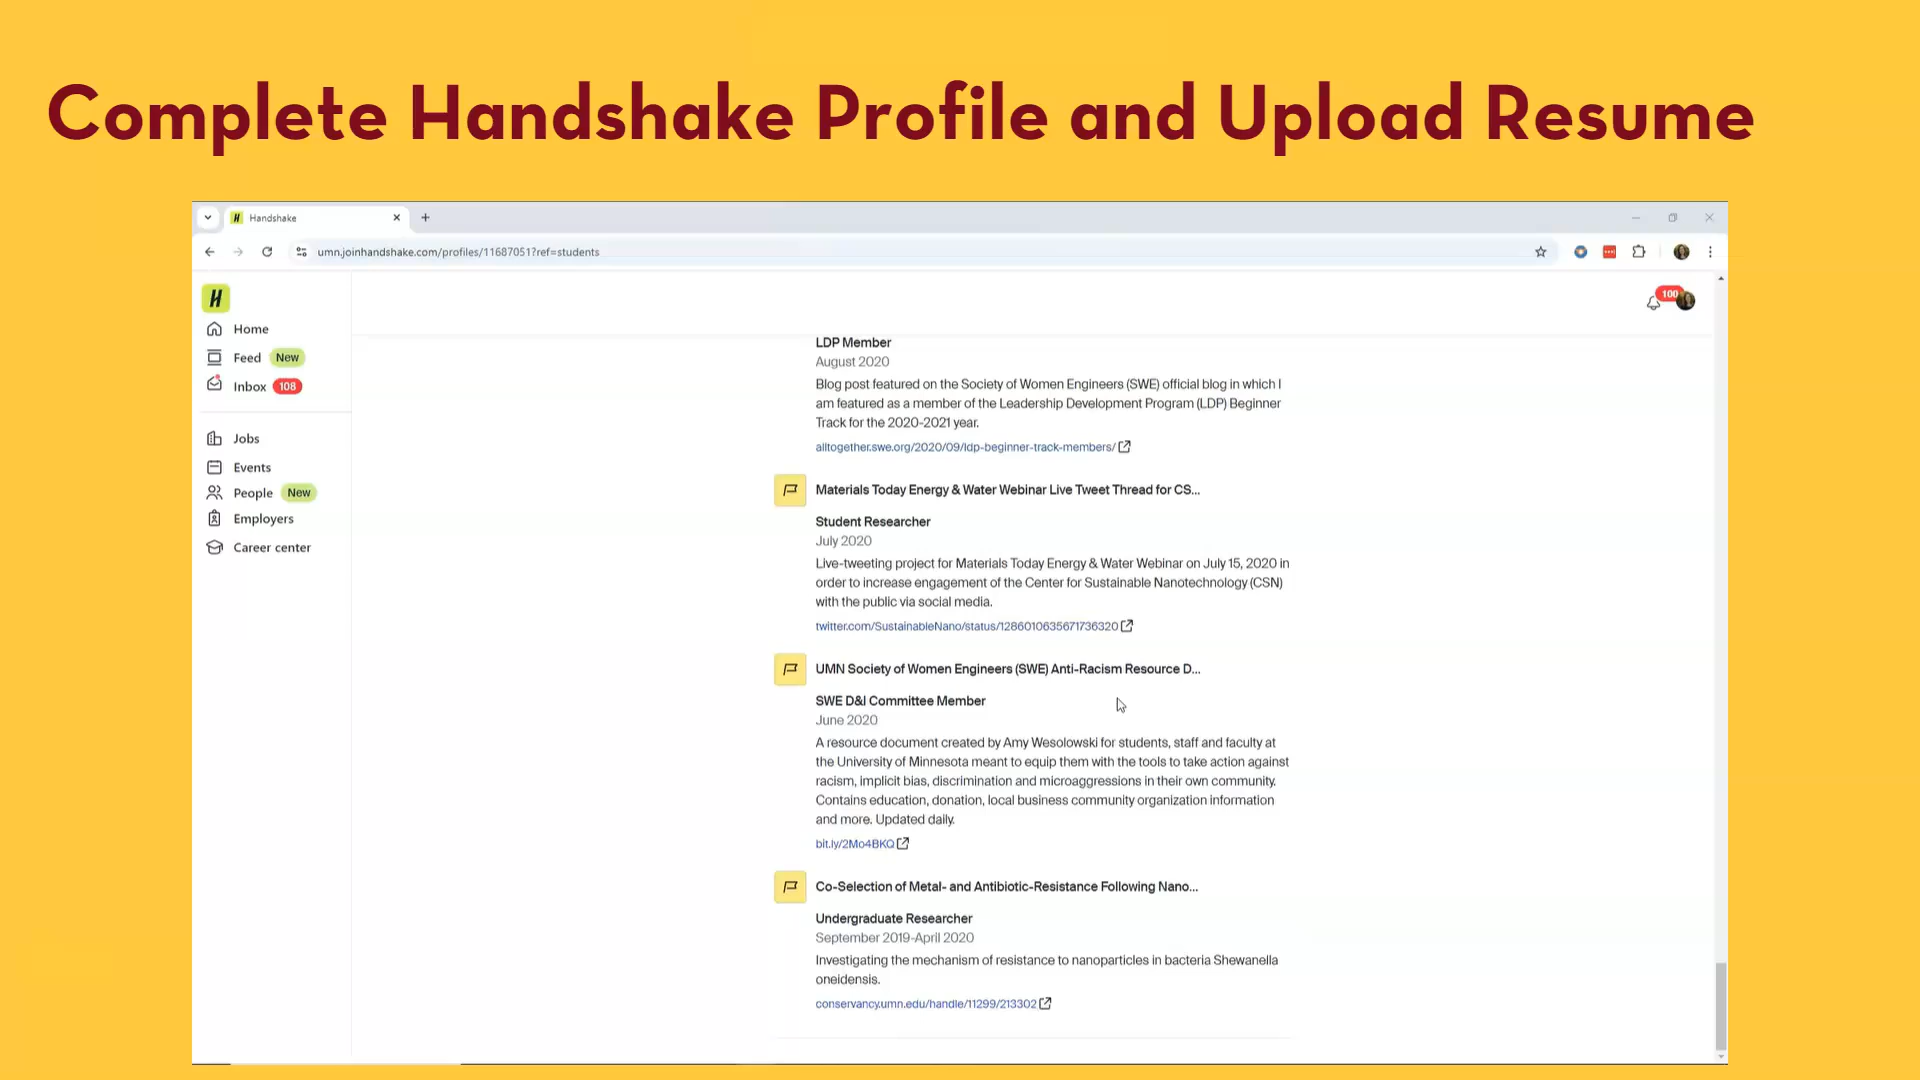 Complete Handshake Profile and Upload Resume
Handshake
umn.joinhandshake.com/profiles/11687051?ref=students
H
100
Home
Feed New
Inbox 108
Jobs
Events
People New
Employers
Career center
LDP Member
August 2020
Blog post featured on the Society of Women Engineers (SWE) official blog in which I
am featured as a member of the Leadership Development Program (LDP) Beginner
Track for the 2020-2021 year.
alltogether.swe.org/2020/09/ldp-beginner-track-members/
Materials Today Energy & Water Webinar Live Tweet Thread for CS...
Student Researcher
July 2020
Live-tweeting project for Materials Today Energy & Water Webinar on July 15, 2020 in
order to increase engagement of the Center for Sustainable Nanotechnology (CSN)
with the public via social media.
twitter.com/SustainableNano/status/1286010635671736320
UMN Society of Women Engineers (SWE) Anti-Racism Resource D...
SWE D&I Committee Member
June 2020
A resource document created by Amy Wesolowski for students, staff and faculty at
the University of Minnesota meant to equip them with the tools to take action against
racism, implicit bias, discrimination and microaggressions in their own community.
Contains education, donation, local business community organization information
and more. Updated daily.
bit.ly/2Mo4BKQ
Co-Selection of Metal- and Antibiotic-Resistance Following Nano...
Undergraduate Researcher
September 2019-April 2020
Investigating the mechanism of resistance to nanoparticles in bacteria Shewanella
oneidensis.
conservancy.umn.edu/handle/11299/213302